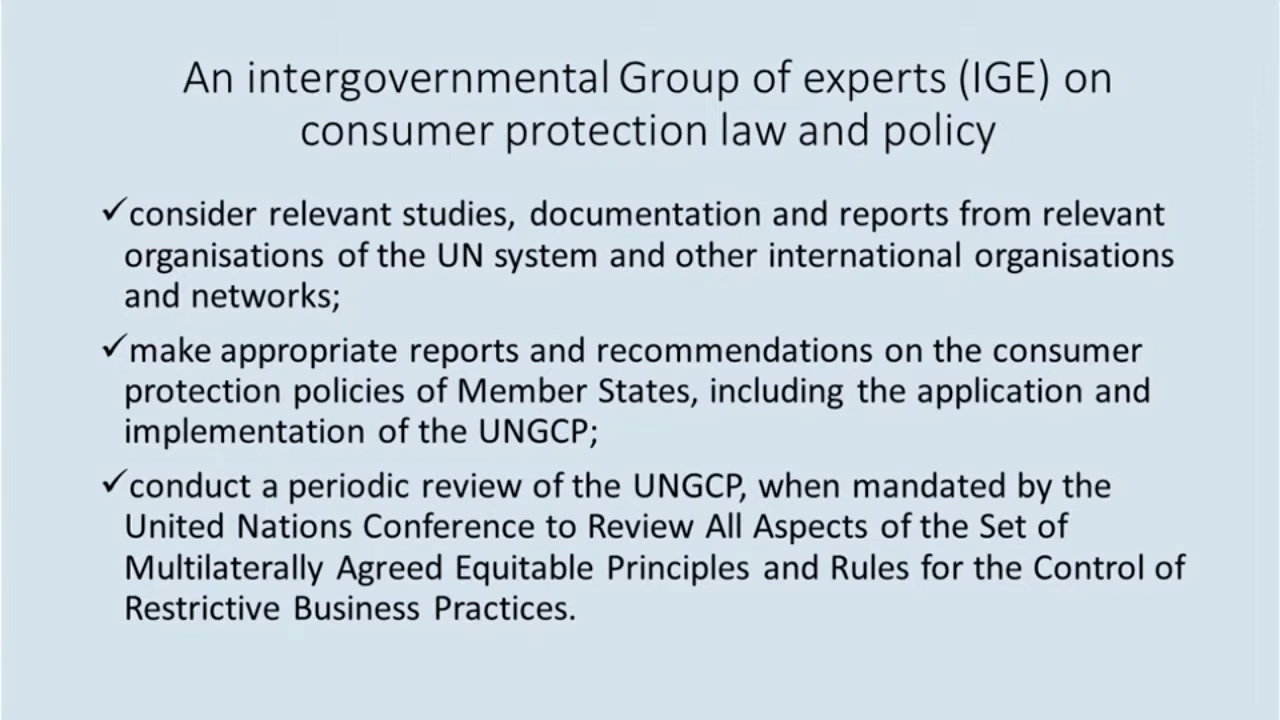 An intergovernmental Group of experts (IGE) on
consumer protection law and policy
✓consider relevant studies, documentation and reports from relevant
organisations of the UN system and other international organisations
and networks;
✓make appropriate reports and recommendations on the consumer
protection policies of Member States, including the application and
implementation of the UNGCP;
✓conduct a periodic review of the UNGCP, when mandated by the
United Nations Conference to Review All Aspects of the Set of
Multilaterally Agreed Equitable Principles and Rules for the Control of
Restrictive Business Practices.